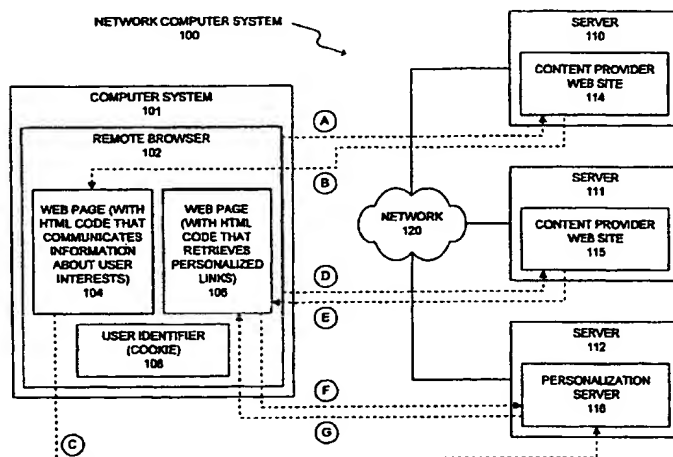 NETWORK COMPUTER SYSTEM
100
COMPUTER SYSTEM
101
REMOTE BROWSER
102
WEB PAGE (WITH
HTML CODE THAT
COMMUNICATES
INFORMATION
ABOUT USER
INTERESTS)
104
WEB PAGE
(WITH HTML
CODE THAT
RETRIEVES
PERSONALIZED
LINKS)
106
USER IDENTIFIER
(COOKIE)
108
A
B
C
D
E
F
G
NETWORK
120
SERVER
110
CONTENT PROVIDER
WEB SITE
114
SERVER
111
CONTENT PROVIDER
WEB SITE
115
SERVER
112
PERSONALIZATION
SERVER
116